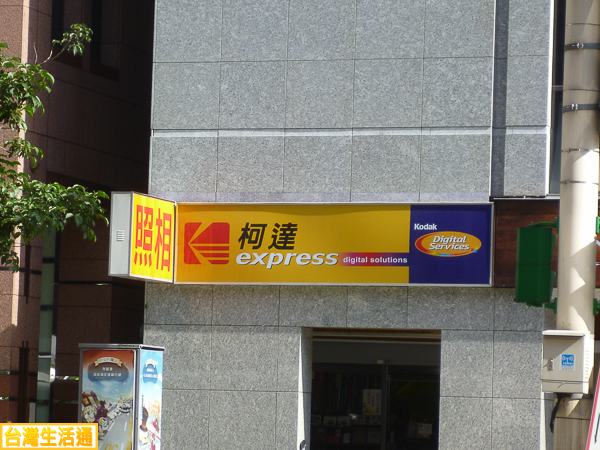 照相
柯達
express digital solutions
Kodak
Digital
Services
台灣生活通